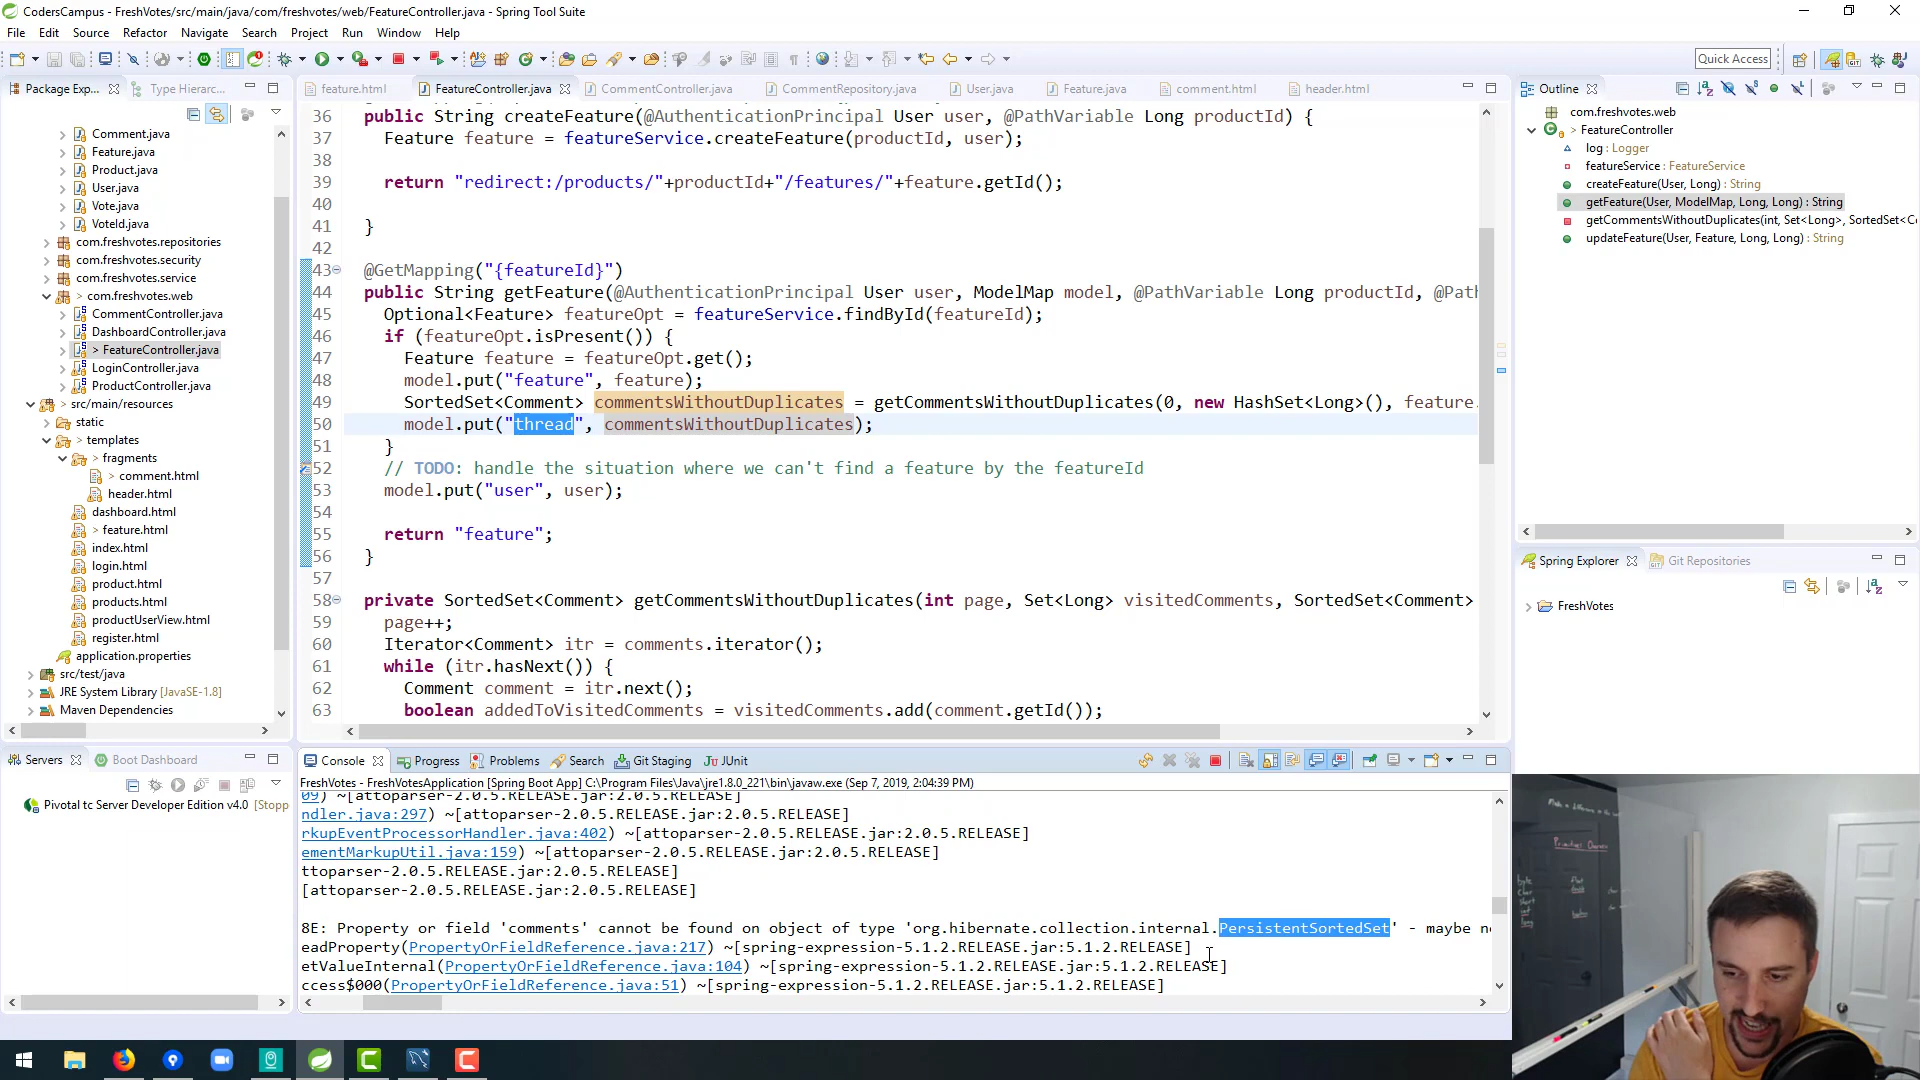 CodersCampus - FreshVotes/src/main/java/com/freshvotes/web/FeatureController.java - Spring Tool Suite
File Edit Source Refactor Navigate Search Project Run Window Help
Quick Access
Package Exp... Type Hierarc...
feature.html FeatureController.java CommentController.java CommentRepository.java User.java Feature.java comment.html header.html
Outline
Comment.java
Feature.java
Product.java
User.java
Vote.java
VoteId.java
com.freshvotes.repositories
com.freshvotes.security
com.freshvotes.service
> com.freshvotes.web
CommentController.java
DashboardController.java
> FeatureController.java
LoginController.java
ProductController.java
> src/main/resources
static
> templates
> fragments
> comment.html
header.html
dashboard.html
> feature.html
index.html
login.html
product.html
products.html
productUserView.html
register.html
application.properties
src/test/java
JRE System Library [JavaSE-1.8]
Maven Dependencies
36 public String createFeature(@AuthenticationPrincipal User user, @PathVariable Long productId) {
37 Feature feature = featureService.createFeature(productId, user);
38
39 return "redirect:/products/"+productId+"/features/"+feature.getId();
40
41 }
42
43 @GetMapping("{featureId}")
44 public String getFeature(@AuthenticationPrincipal User user, ModelMap model, @PathVariable Long productId, @Pat
45 Optional<Feature> featureOpt = featureService.findById(featureId);
46 if (featureOpt.isPresent()) {
47 Feature feature = featureOpt.get();
48 model.put("feature", feature);
49 SortedSet<Comment> commentsWithoutDuplicates = getCommentsWithoutDuplicates(0, new HashSet<Long>(), feature.
50 model.put("thread", commentsWithoutDuplicates);
51 }
52 // TODO: handle the situation where we can't find a feature by the featureId
53 model.put("user", user);
54
55 return "feature";
56 }
57
58 private SortedSet<Comment> getCommentsWithoutDuplicates(int page, Set<Long> visitedComments, SortedSet<Comment>
59 page++;
60 Iterator<Comment> itr = comments.iterator();
61 while (itr.hasNext()) {
62 Comment comment = itr.next();
63 boolean addedToVisitedComments = visitedComments.add(comment.getId());
com.freshvotes.web
> FeatureController
log : Logger
featureService : FeatureService
createFeature(User, Long) : String
getFeature(User, ModelMap, Long, Long) : String
getCommentsWithoutDuplicates(int, Set<Long>, SortedSet<C
updateFeature(User, Feature, Long, Long) : String
Spring Explorer Git Repositories
FreshVotes
Servers Boot Dashboard
Pivotal tc Server Developer Edition v4.0 [Stopp
Console Progress Problems Search Git Staging JUnit
FreshVotes - FreshVotesApplication [Spring Boot App] C:\Program Files\Java\jre1.8.0_221\bin\javaw.exe (Sep 7, 2019, 2:04:39 PM)
09) ~[attoparser-2.0.5.RELEASE.jar:2.0.5.RELEASE]
ndler.java:297) ~[attoparser-2.0.5.RELEASE.jar:2.0.5.RELEASE]
rkupEventProcessorHandler.java:402) ~[attoparser-2.0.5.RELEASE.jar:2.0.5.RELEASE]
ementMarkupUtil.java:159) ~[attoparser-2.0.5.RELEASE.jar:2.0.5.RELEASE]
ttoparser-2.0.5.RELEASE.jar:2.0.5.RELEASE]
[attoparser-2.0.5.RELEASE.jar:2.0.5.RELEASE]
8E: Property or field 'comments' cannot be found on object of type 'org.hibernate.collection.internal.PersistentSortedSet' - maybe n
eadProperty(PropertyOrFieldReference.java:217) ~[spring-expression-5.1.2.RELEASE.jar:5.1.2.RELEASE]
etValueInternal(PropertyOrFieldReference.java:104) ~[spring-expression-5.1.2.RELEASE.jar:5.1.2.RELEASE]
ccess$000(PropertyOrFieldReference.java:51) ~[spring-expression-5.1.2.RELEASE.jar:5.1.2.RELEASE]